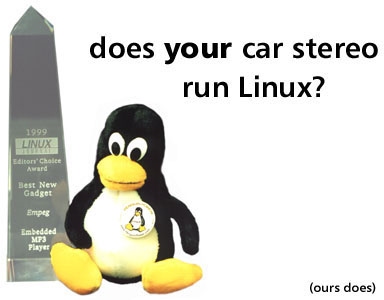 does your car stereo
run Linux?
1999
LINUX
Editors' Choice
Award
Best New
Gadget
Empeg
Embedded
MP3
Player
(ours does)